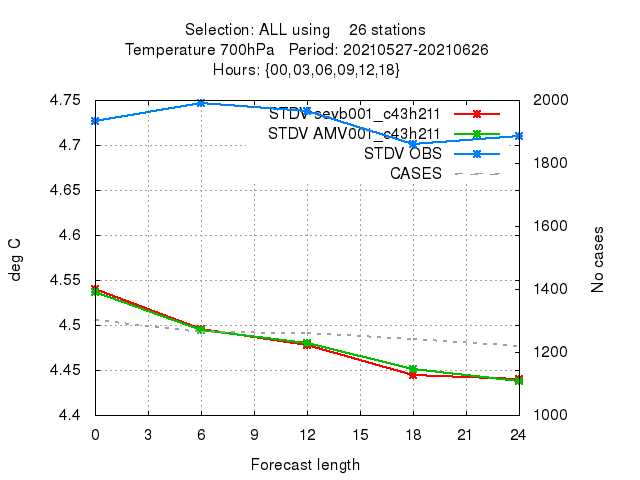 Selection: ALL using    26 stations
Temperature 700hPa   Period: 20210527-20210626
Hours: {00,03,06,09,12,18}
4.75
4.7
4.65
4.6
4.55
4.5
4.45
4.4
deg C
STDV sevb001_c43h211
STDV AMV001_c43h211
STDV OBS
CASES
2000
1800
1600
1400
1200
1000
No cases
0 3 6 9 12 15 18 21 24
Forecast length